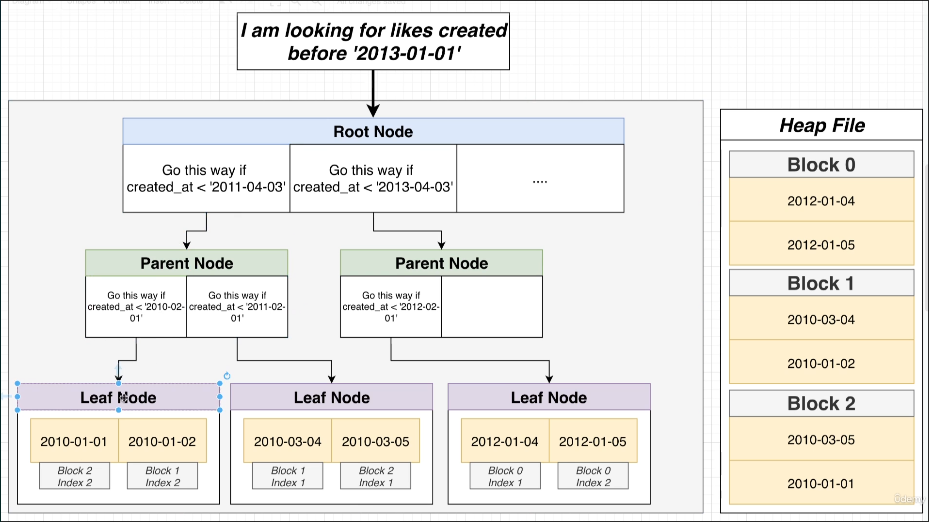 I am looking for likes created
before '2013-01-01'
Root Node
Go this way if
created_at < '2011-04-03'
Go this way if
created_at < '2013-04-03'
....
Parent Node
Go this way if
created_at < '2010-02-
01'
Go this way if
created_at < '2011-02-
01'
Parent Node
Go this way if
created_at < '2012-02-
01'
Leaf Node
2010-01-01
2010-01-02
Block 2
Index 2
Block 1
Index 2
Leaf Node
2010-03-04
2010-03-05
Block 1
Index 1
Block 2
Index 1
Leaf Node
2012-01-04
2012-01-05
Block 0
Index 1
Block 0
Index 2
Heap File
Block 0
2012-01-04
2012-01-05
Block 1
2010-03-04
2010-01-02
Block 2
2010-03-05
2010-01-01
Udemy